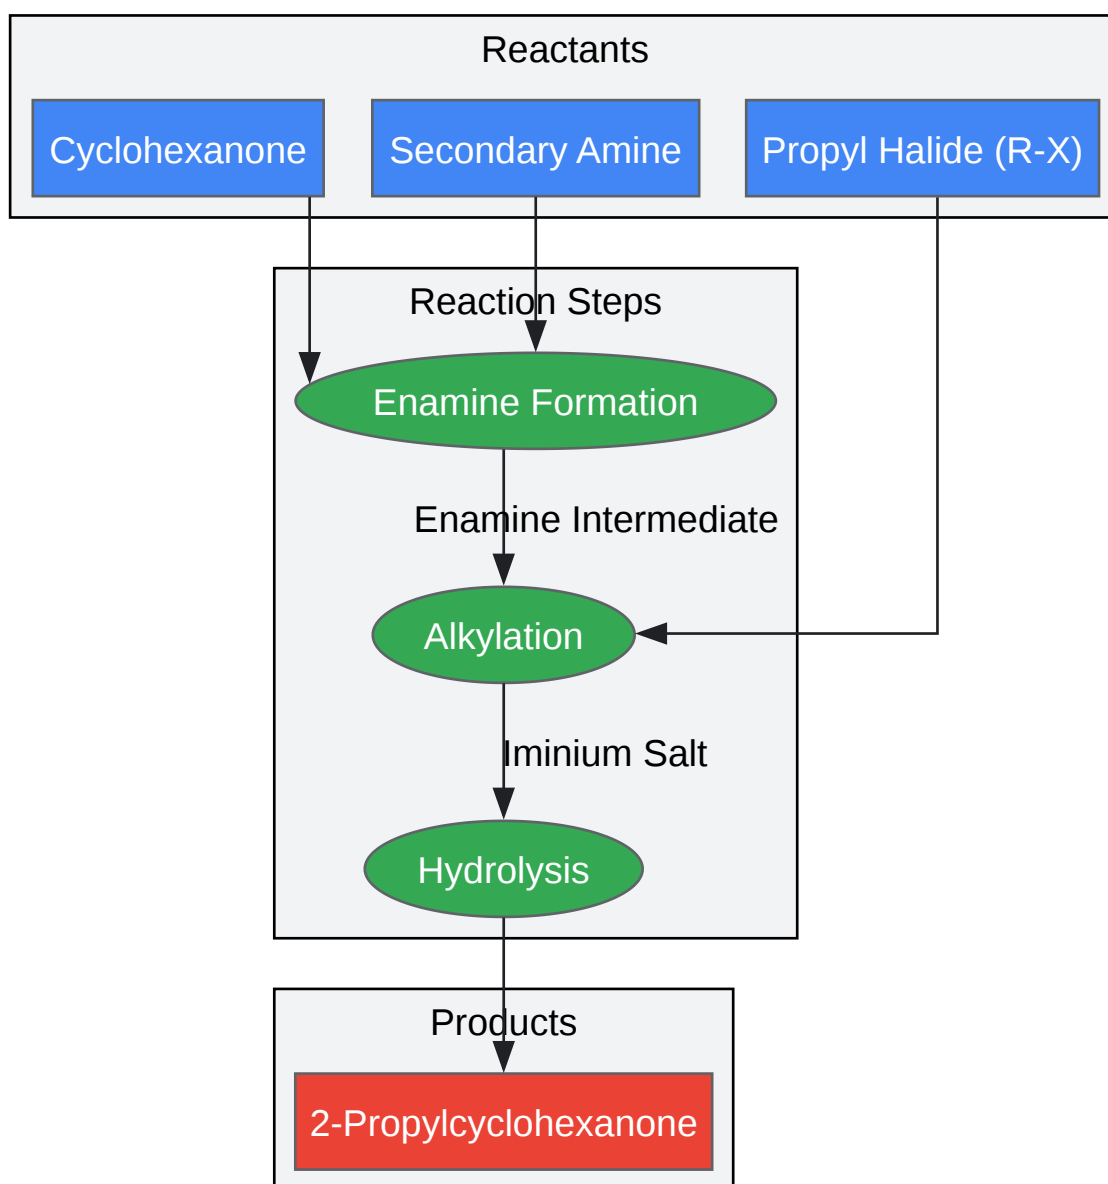 Reactants
Cyclohexanone
Secondary Amine
Propyl Halide (R-X)
Reaction Steps
Enamine Formation
Enamine Intermediate
Alkylation
Iminium Salt
Hydrolysis
Products
2-Propylcyclohexanone